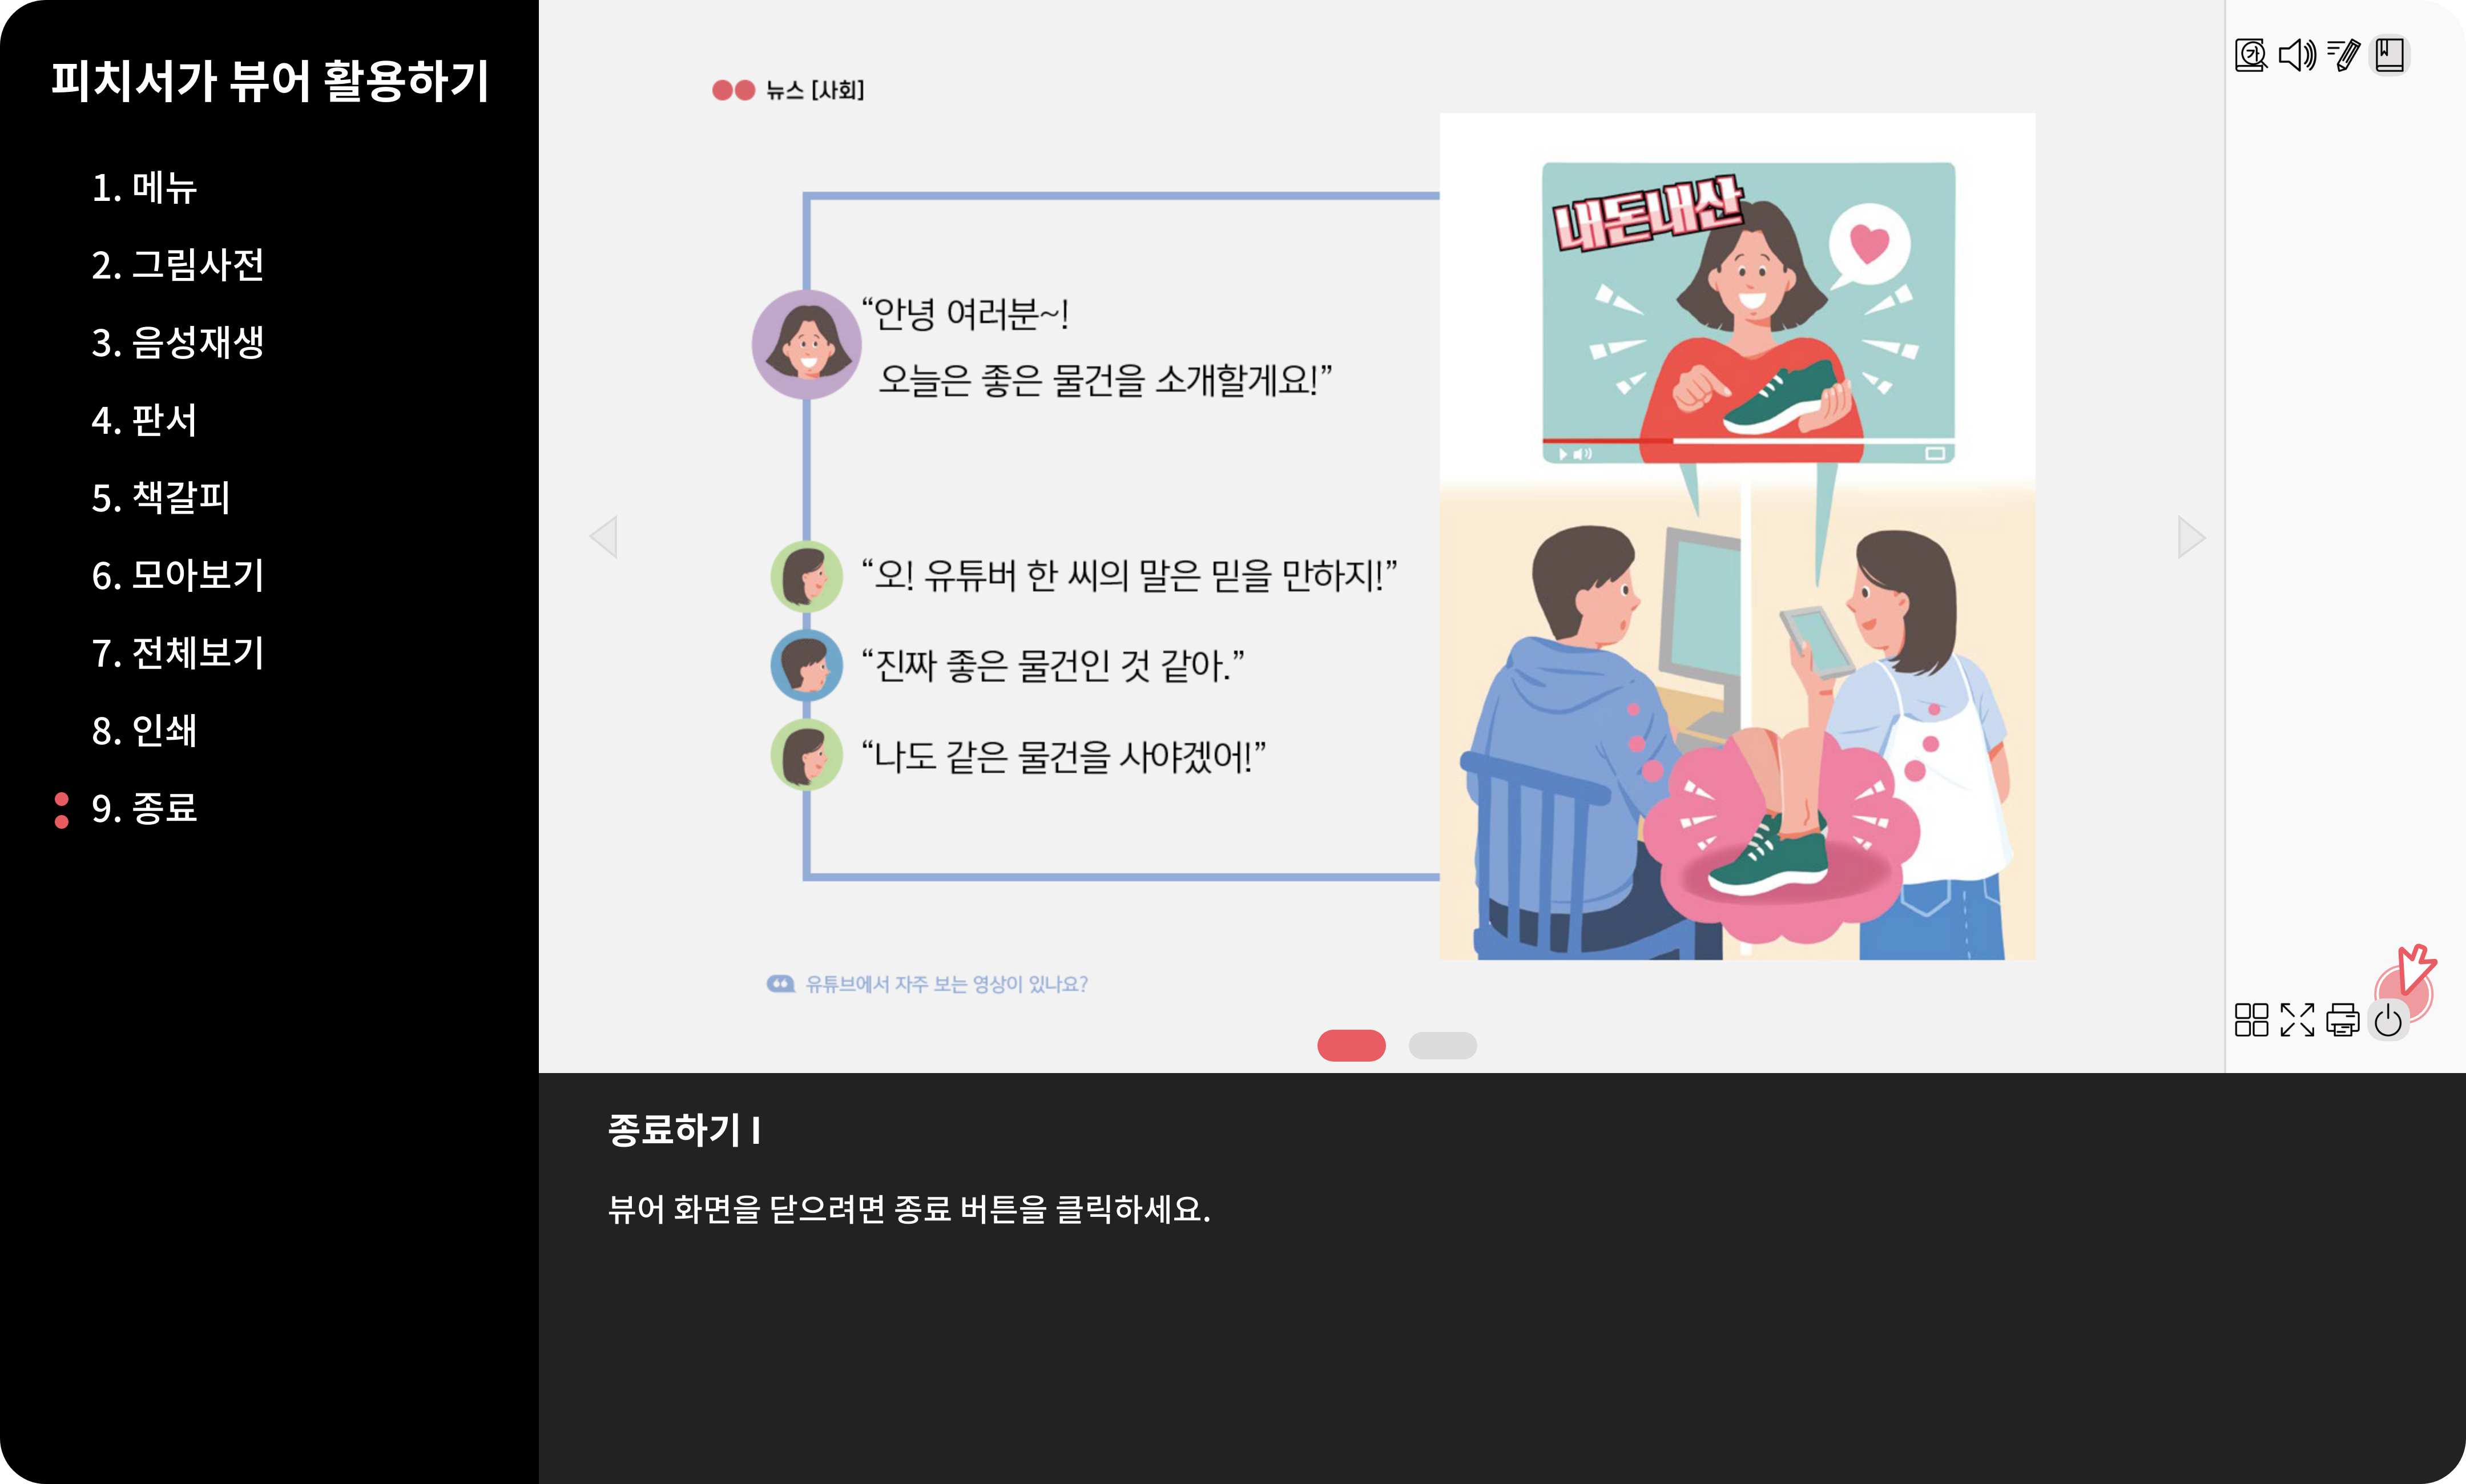 피치서가 뷰어 활용하기
1. 메뉴
2. 그림사전
3. 음성재생
4. 판서
5. 책갈피
6. 모아보기
7. 전체보기
8. 인쇄
9. 종료
뉴스 [사회]
“안녕 여러분~!
오늘은 좋은 물건을 소개할게요!”
“오! 유튜버 한 씨의 말은 믿을 만하지!”
“진짜 좋은 물건인 것 같아.”
“나도 같은 물건을 사야겠어!”
내돈내산
유튜브에서 자주 보는 영상이 있나요?
가
종료하기 I
뷰어 화면을 닫으려면 종료 버튼을 클릭하세요.